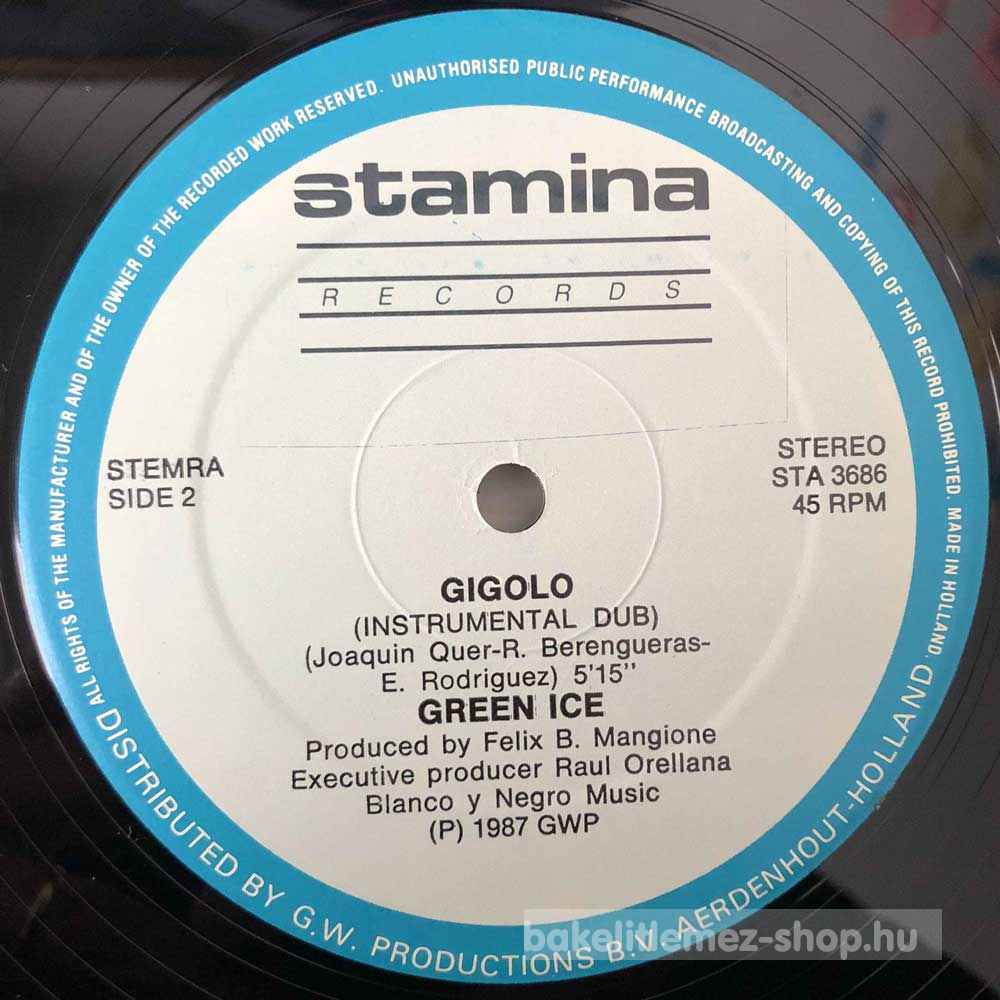 stamina
RECORDS
STEMRA
SIDE 2
STEREO
STA 3686
45 RPM
GIGOLO
(INSTRUMENTAL DUB)
(Joaquin Quer-R. Berengueras-
E. Rodriguez) 5'15"
GREEN ICE
Produced by Felix B. Mangione
Executive producer Raul Orellana
Blanco y Negro Music
(P) 1987 GWP
ALL RIGHTS OF THE MANUFACTURER AND OF THE OWNER OF THE RECORDED WORK RESERVED. UNAUTHORISED PUBLIC PERFORMANCE BROADCASTING AND COPYING OF THIS RECORD PROHIBITED. MADE IN HOLLAND.
DISTRIBUTED BY G.W. PRODUCTIONS B.V. AERDENHOUT-HOLLAND
bakelitlemez-shop.hu